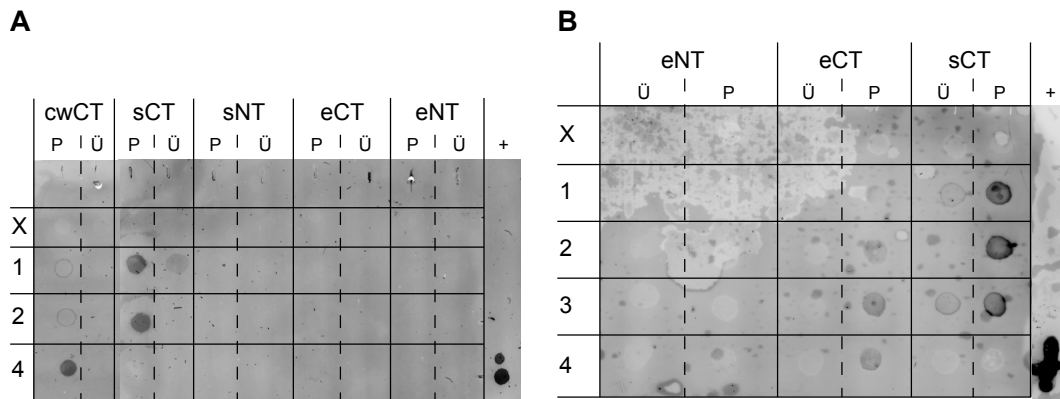 A
cwCT sCT sNT eCT eNT
P Ü P Ü P Ü P Ü P Ü +
X
1
2
4
B
eNT eCT sCT
Ü P Ü P Ü P +
X
1
2
3
4